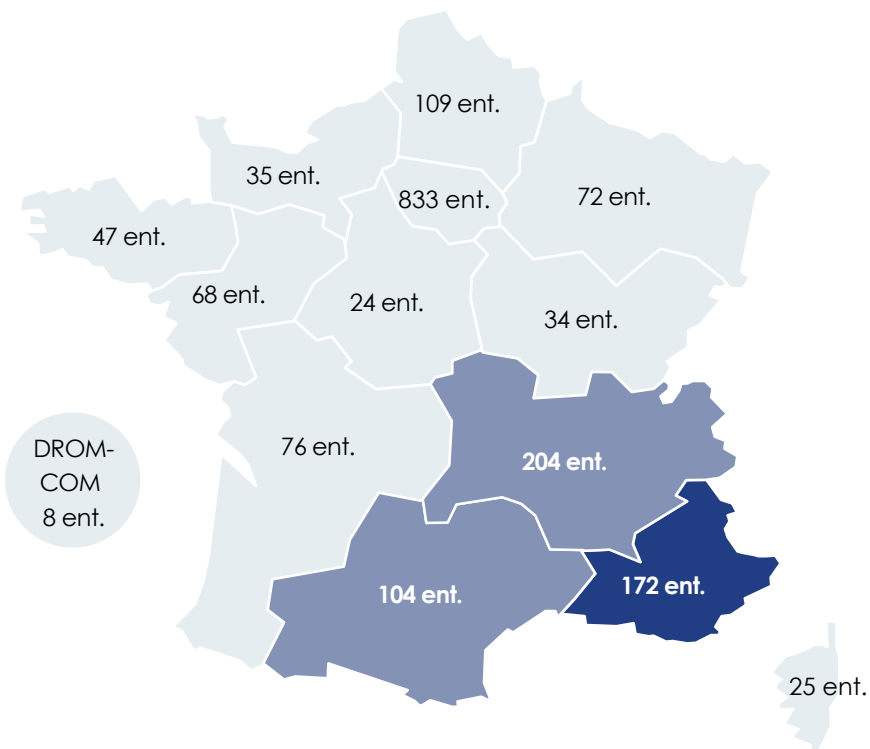 109 ent.
35 ent.
833 ent.
72 ent.
47 ent.
68 ent.
24 ent.
34 ent.
76 ent.
204 ent.
DROM-
COM
8 ent.
104 ent.
172 ent.
25 ent.